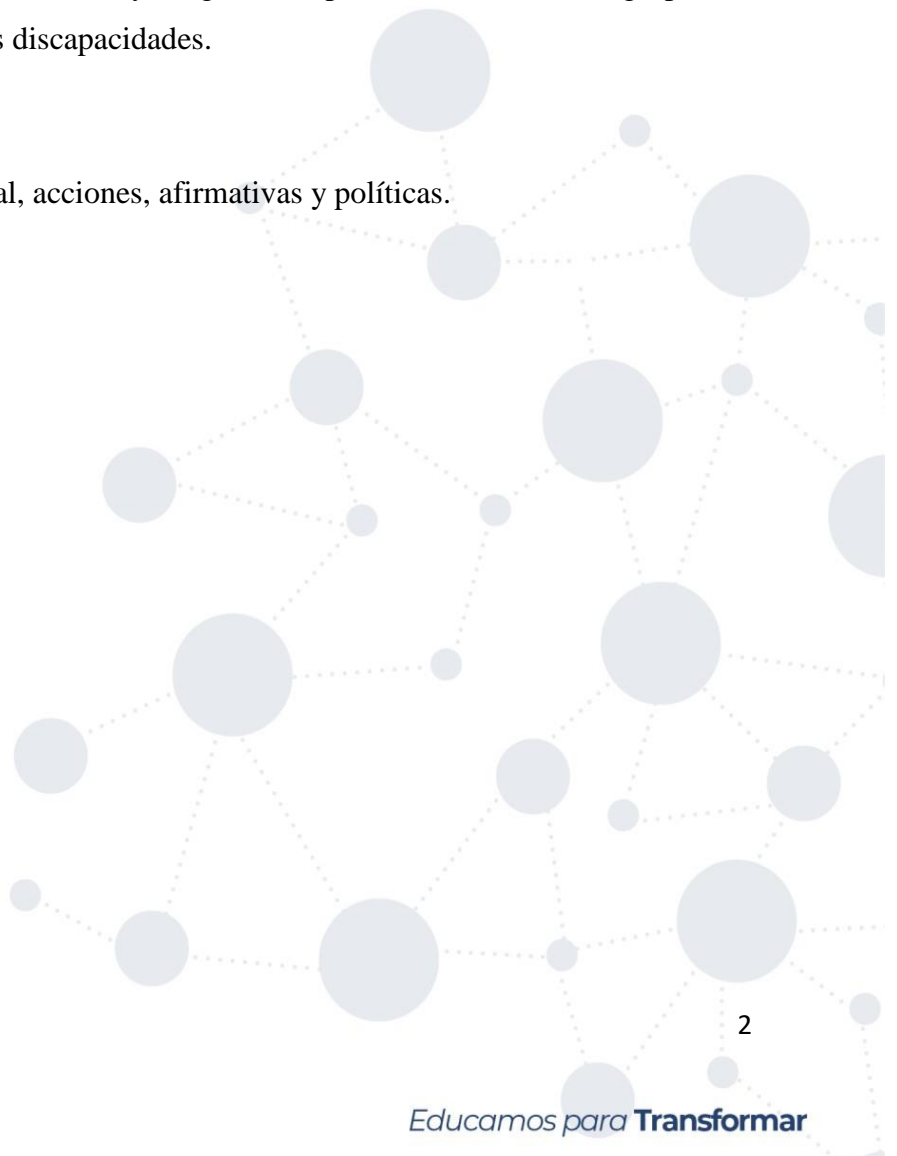 s discapacidades.
al, acciones, afirmativas y políticas.
2
Educamos para Transformar